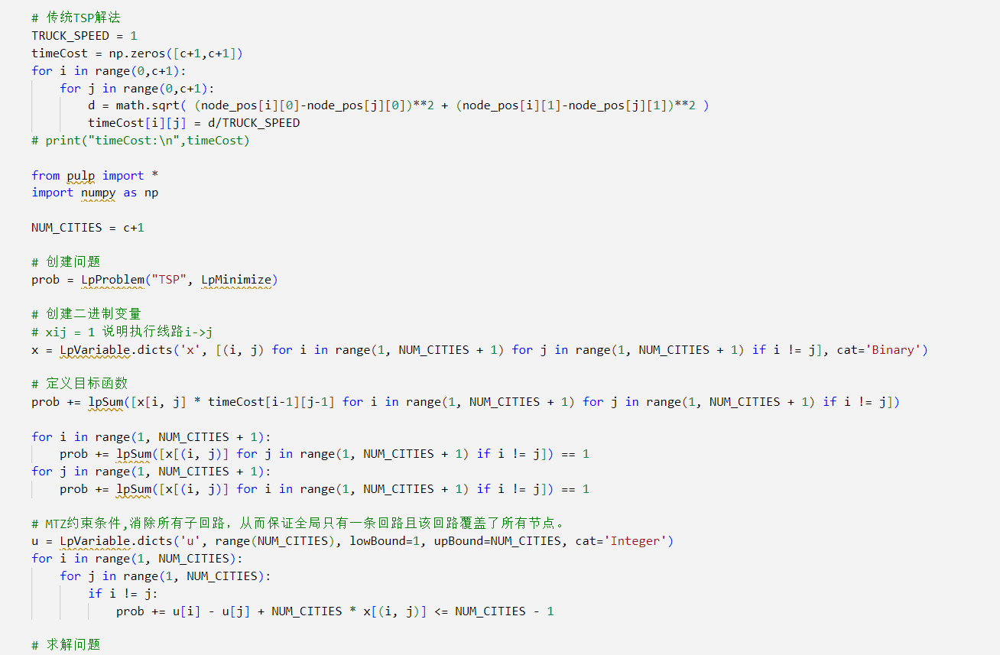 # 传统TSP解法
TRUCK_SPEED = 1
timeCost = np.zeros([c+1,c+1])
for i in range(0,c+1):
    for j in range(0,c+1):
        d = math.sqrt( (node_pos[i][0]-node_pos[j][0])**2 + (node_pos[i][1]-node_pos[j][1])**2 )
        timeCost[i][j] = d/TRUCK_SPEED
# print("timeCost:\n",timeCost)

from pulp import *
import numpy as np

NUM_CITIES = c+1

# 创建问题
prob = LpProblem("TSP", LpMinimize)

# 创建二进制变量
# xij = 1 说明执行线路i->j
x = LpVariable.dicts('x', [(i, j) for i in range(1, NUM_CITIES + 1) for j in range(1, NUM_CITIES + 1) if i != j], cat='Binary')

# 定义目标函数
prob += lpSum([x[i, j] * timeCost[i-1][j-1] for i in range(1, NUM_CITIES + 1) for j in range(1, NUM_CITIES + 1) if i != j])

for i in range(1, NUM_CITIES + 1):
    prob += lpSum([x[(i, j)] for j in range(1, NUM_CITIES + 1) if i != j]) == 1
for j in range(1, NUM_CITIES + 1):
    prob += lpSum([x[(i, j)] for i in range(1, NUM_CITIES + 1) if i != j]) == 1

# MTZ约束条件,消除所有子回路，从而保证全局只有一条回路且该回路覆盖了所有节点。
u = LpVariable.dicts('u', range(NUM_CITIES), lowBound=1, upBound=NUM_CITIES, cat='Integer')
for i in range(1, NUM_CITIES):
    for j in range(1, NUM_CITIES):
        if i != j:
            prob += u[i] - u[j] + NUM_CITIES * x[(i, j)] <= NUM_CITIES - 1

# 求解问题